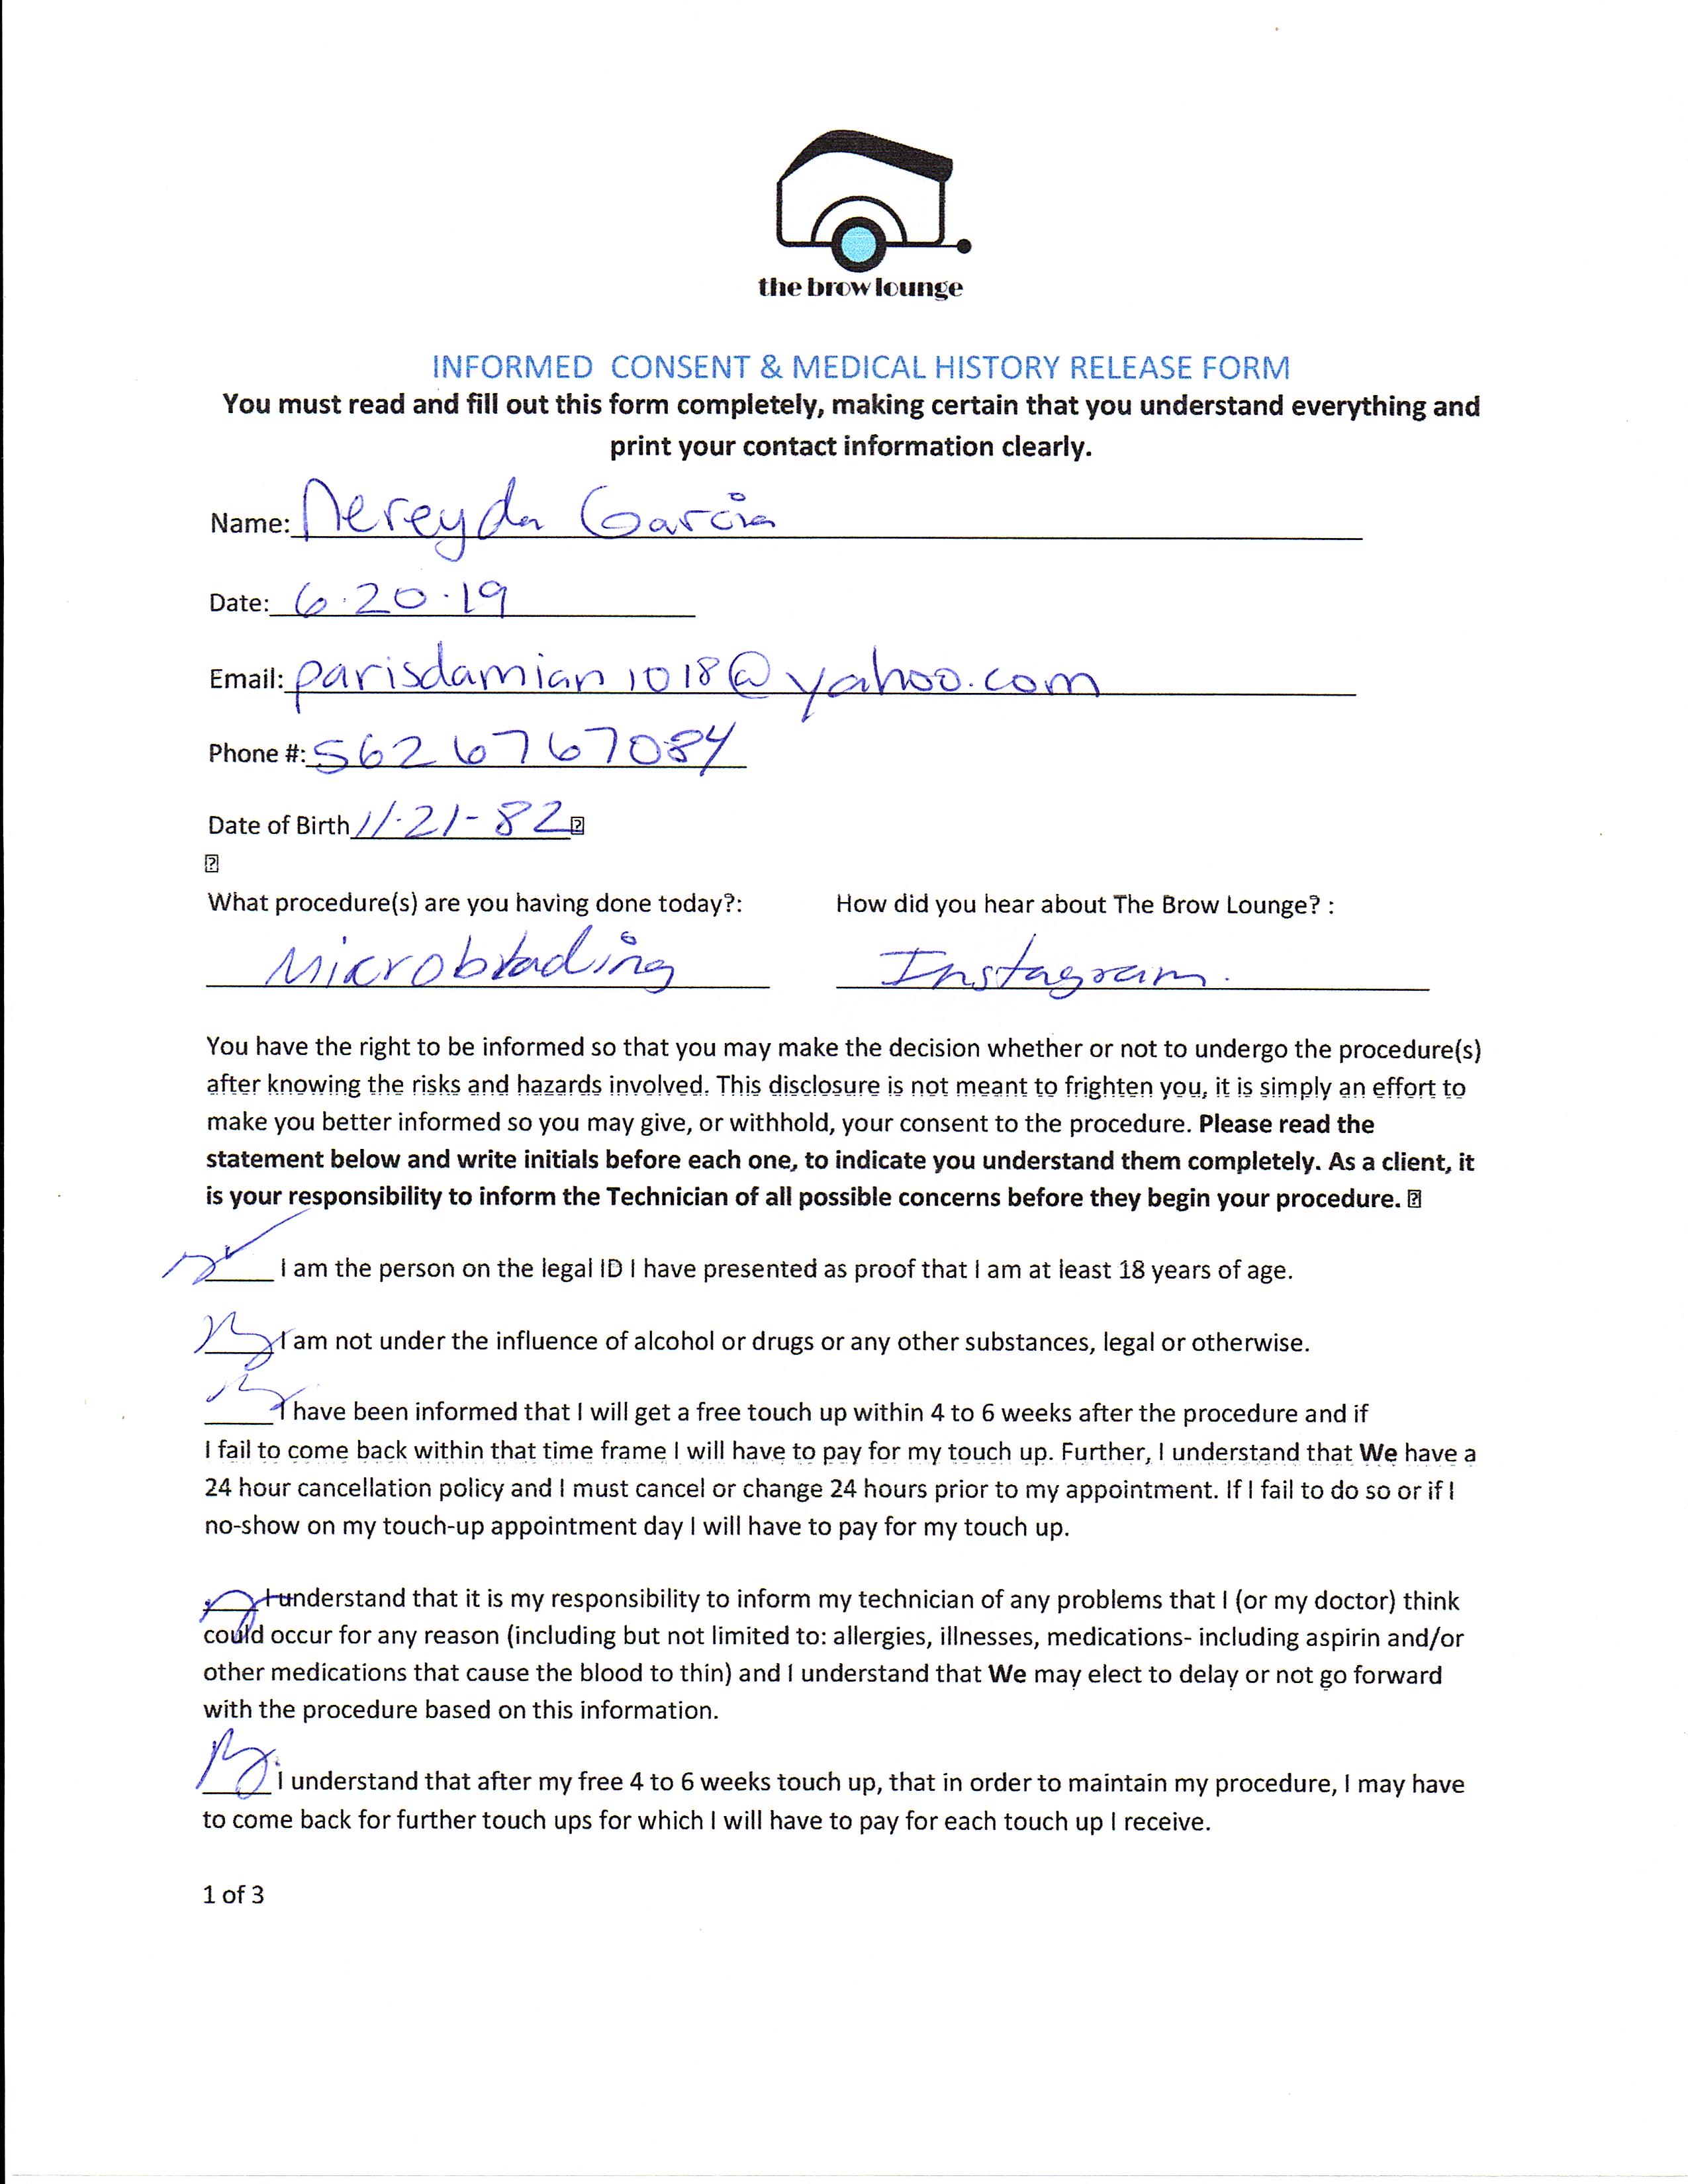 the brow lounge
INFORMED CONSENT & MEDICAL HISTORY RELEASE FORM
You must read and fill out this form completely, making certain that you understand everything and
print your contact information clearly.
Name: Nereyda Garcia
Date: 6.20.19
Email: parisdamian1018@yahoo.com
Phone #: 5626767084
Date of Birth 11.21-82
What procedure(s) are you having done today?: How did you hear about The Brow Lounge? :
Microblading Instagram.
You have the right to be informed so that you may make the decision whether or not to undergo the procedure(s)
after knowing the risks and hazards involved. This disclosure is not meant to frighten you, it is simply an effort to
make you better informed so you may give, or withhold, your consent to the procedure. Please read the
statement below and write initials before each one, to indicate you understand them completely. As a client, it
is your responsibility to inform the Technician of all possible concerns before they begin your procedure.
I am the person on the legal ID I have presented as proof that I am at least 18 years of age.
I am not under the influence of alcohol or drugs or any other substances, legal or otherwise.
I have been informed that I will get a free touch up within 4 to 6 weeks after the procedure and if
I fail to come back within that time frame I will have to pay for my touch up. Further, I understand that We have a
24 hour cancellation policy and I must cancel or change 24 hours prior to my appointment. If I fail to do so or if I
no-show on my touch-up appointment day I will have to pay for my touch up.
I understand that it is my responsibility to inform my technician of any problems that I (or my doctor) think
could occur for any reason (including but not limited to: allergies, illnesses, medications- including aspirin and/or
other medications that cause the blood to thin) and I understand that We may elect to delay or not go forward
with the procedure based on this information.
I understand that after my free 4 to 6 weeks touch up, that in order to maintain my procedure, I may have
to come back for further touch ups for which I will have to pay for each touch up I receive.
1 of 3